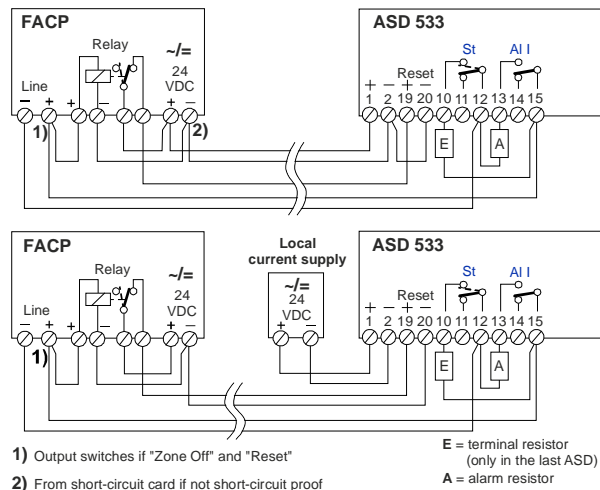 FACP
ASD 533
Relay
~/=
24
VDC
Line
– + + – + –
1)
2)
St
Al I
Reset
+ – + –
1 2 19 20 10 11 12 13 14 15
E
A
FACP
Local
current supply
ASD 533
Relay
~/=
24
VDC
Line
– + + – + –
1)
~/=
24
VDC
+ –
St
Al I
Reset
+ – + –
1 2 19 20 10 11 12 13 14 15
E
A
1) Output switches if "Zone Off" and "Reset"
2) From short-circuit card if not short-circuit proof
E = terminal resistor
(only in the last ASD)
A = alarm resistor